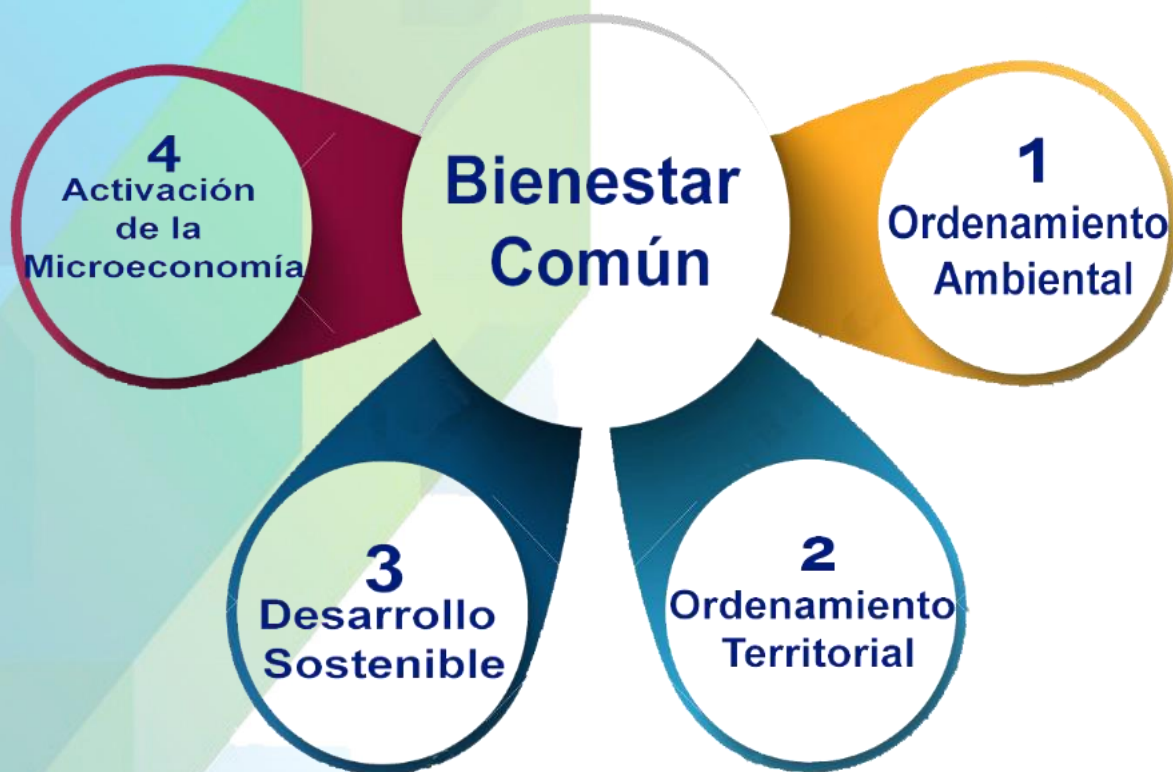 Bienestar
Común
1
Ordenamiento
Ambiental
2
Ordenamiento
Territorial
3
Desarrollo
Sostenible
4
Activación
de la
Microeconomía